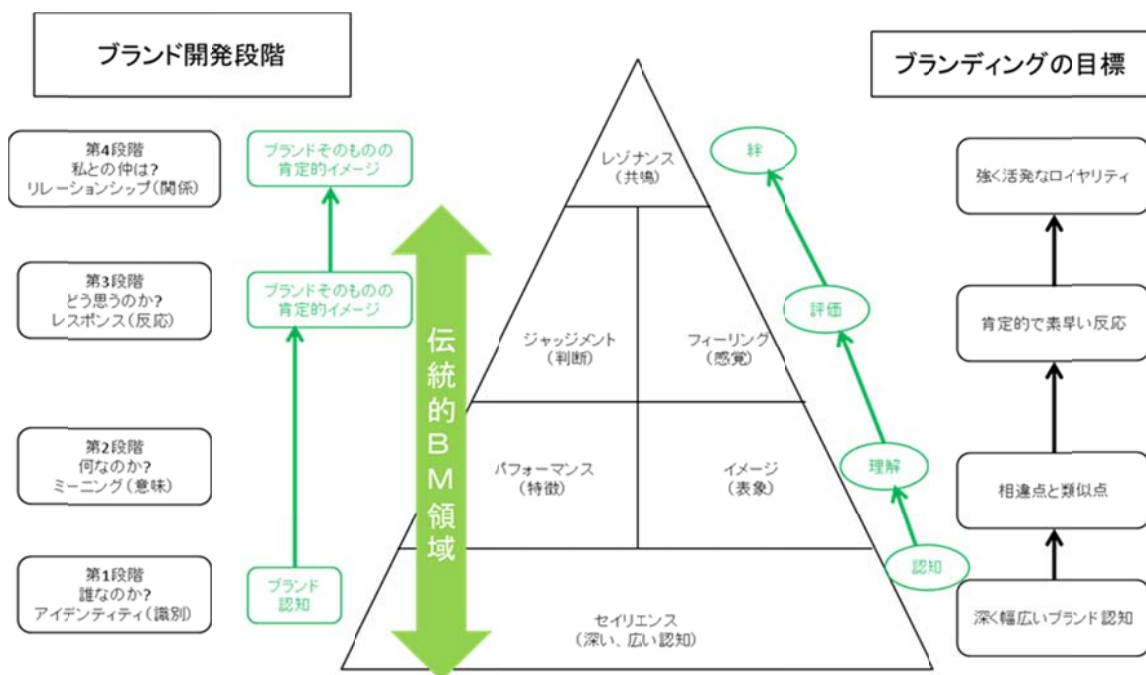 ブランド開発段階
ブランディングの目標
第4段階
私との仲は?
リレーションシップ(関係)
ブランドそのものの
肯定的イメージ
レゾナンス
(共鳴)
絆
強く活発なロイヤリティ
第3段階
どう思うのか?
レスポンス(反応)
ブランドそのものの
肯定的イメージ
ジャッジメント
(判断)
フィーリング
(感覚)
評価
肯定的で素早い反応
伝統的BM領域
第2段階
何なのか?
ミーニング(意味)
パフォーマンス
(特徴)
イメージ
(表象)
理解
相違点と類似点
第1段階
誰なのか?
アイデンティティ(識別)
ブランド
認知
セイリエンス
(深い、広い認知)
認知
深く幅広いブランド認知